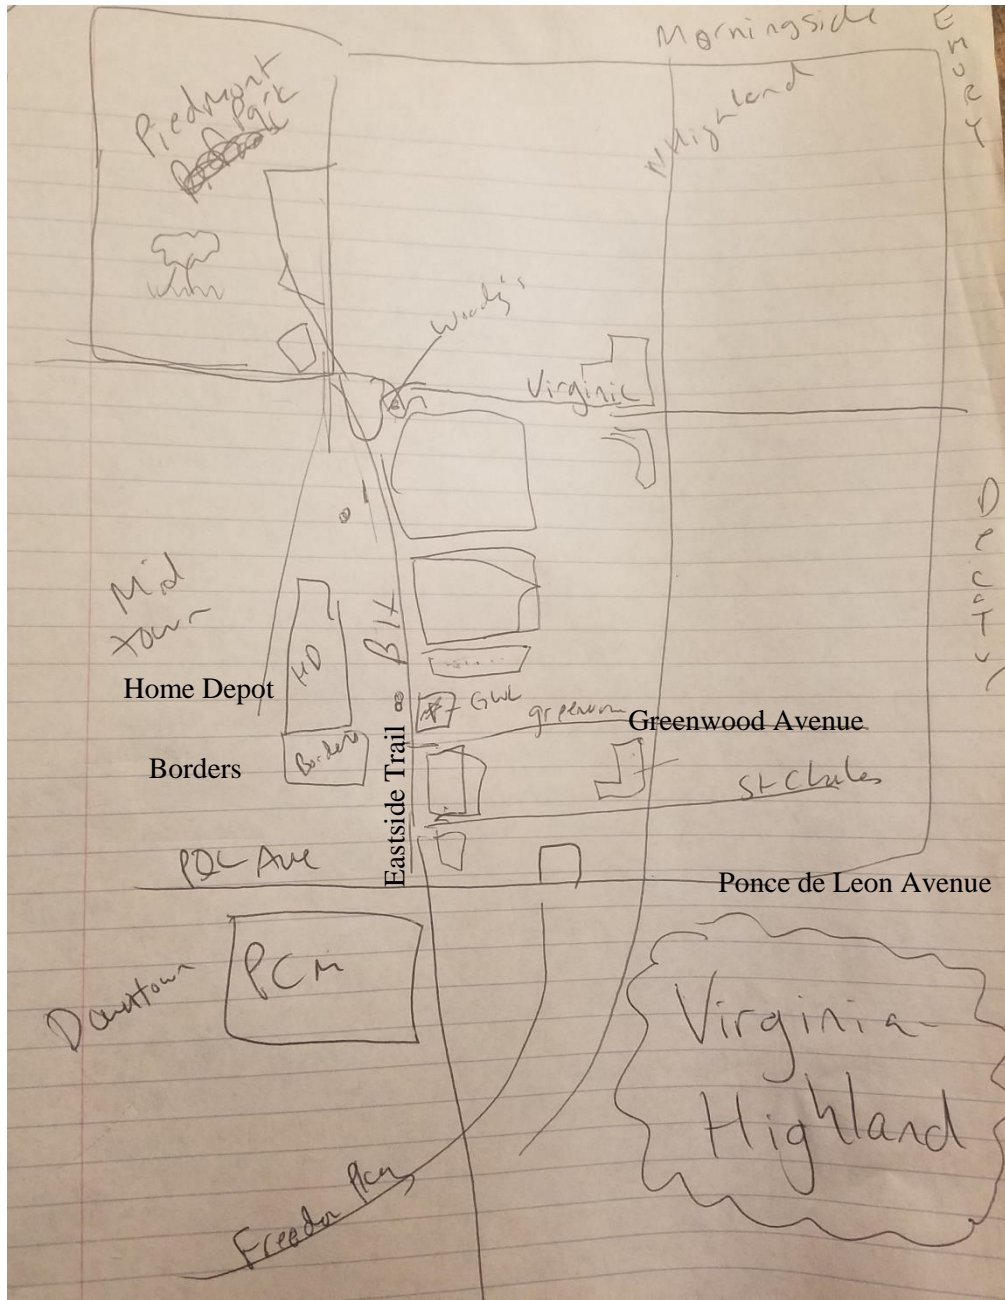 Morningside
EMORY
Piedmont
Park
N Highland
Woody's
Virginia
Decatur
Mid
town
Blt
HD
Home Depot
#7 GWL
Greenwood Avenue
Borders
Borders
Eastside Trail
St Charles
PDL Ave
Ponce de Leon Avenue
PCM
Downtown
Virginia-
Highland
Freedom